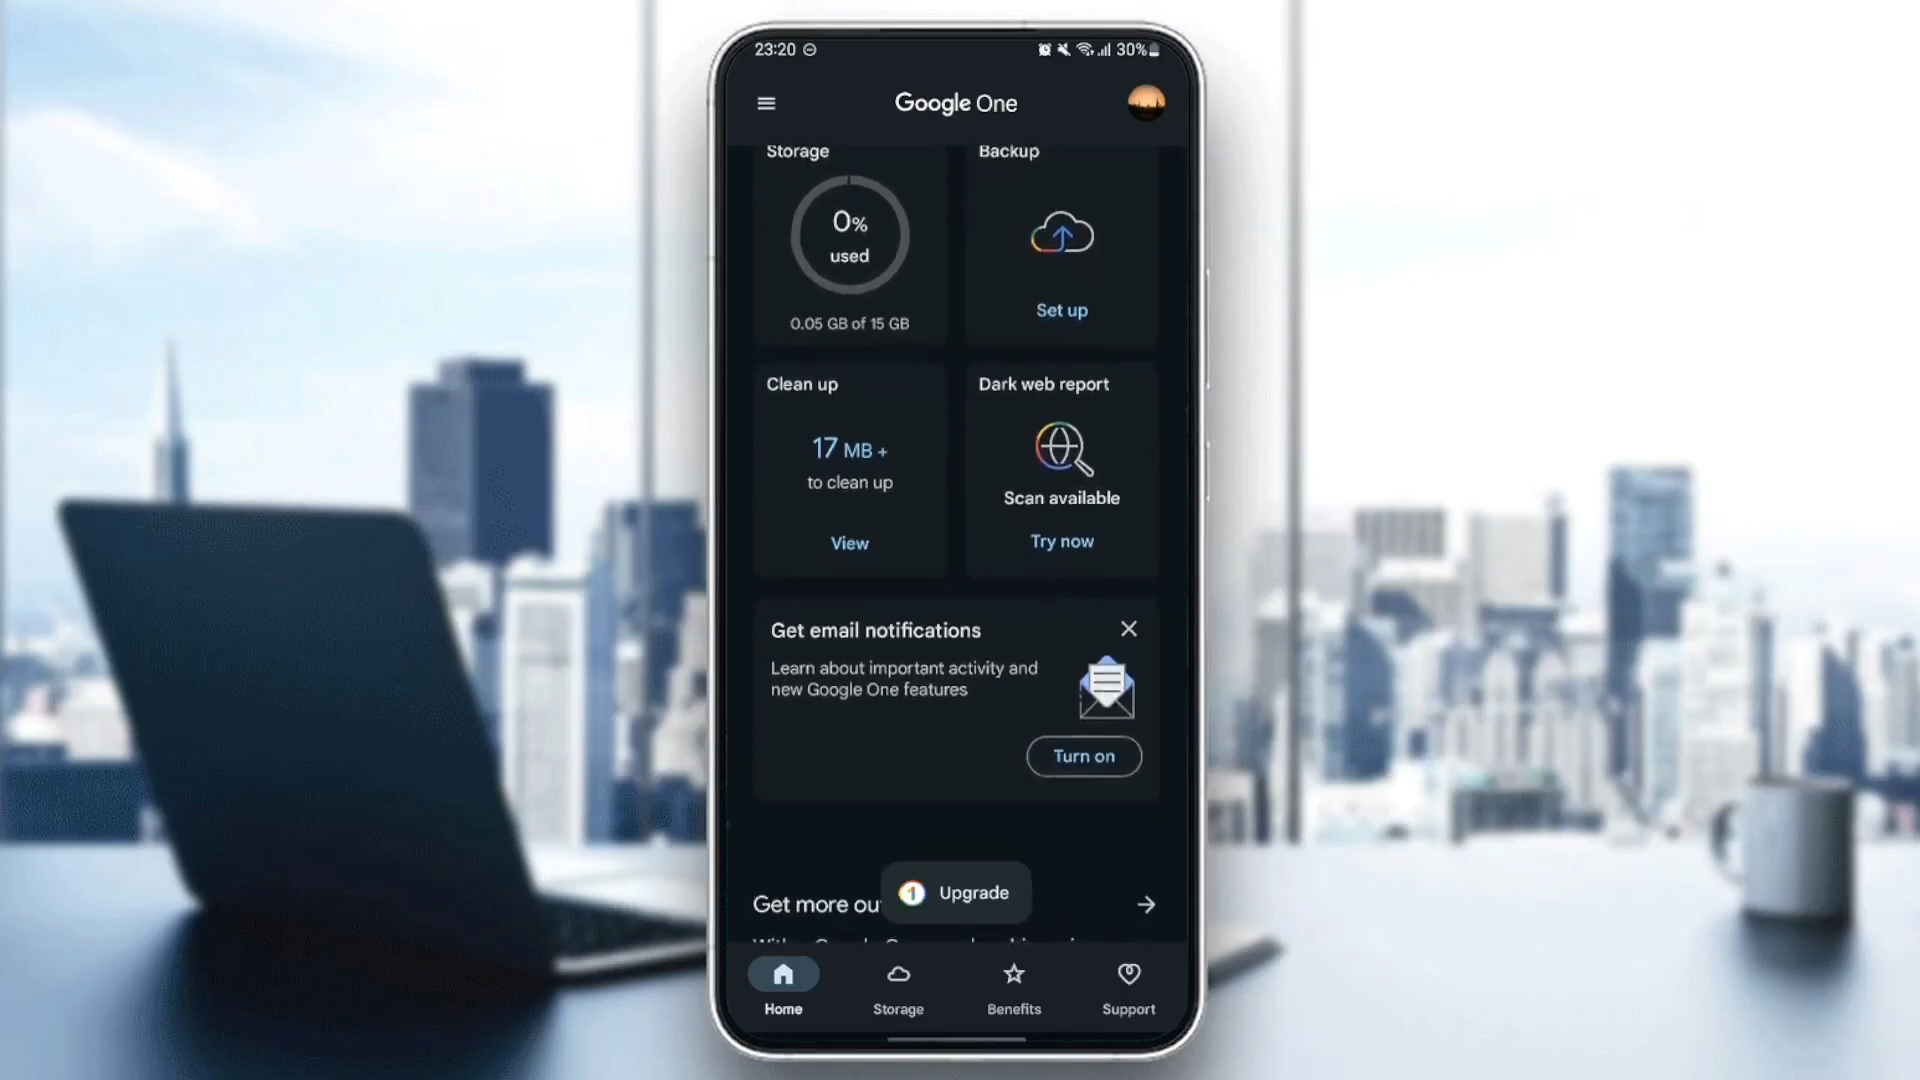 23:20
30%
Google One
Storage
Backup
0%
used
0.05 GB of 15 GB
Set up
Clean up
Dark web report
17 MB +
to clean up
Scan available
View
Try now
Get email notifications
Learn about important activity and
new Google One features
Turn on
Get more ou
1 Upgrade
Home
Storage
Benefits
Support